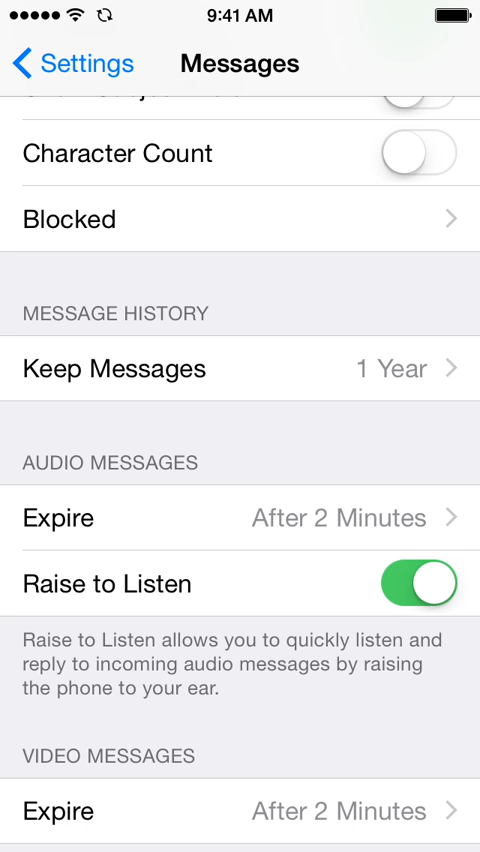 9:41 AM
Settings
Messages
Character Count
Blocked
MESSAGE HISTORY
Keep Messages 1 Year
AUDIO MESSAGES
Expire After 2 Minutes
Raise to Listen
Raise to Listen allows you to quickly listen and
reply to incoming audio messages by raising
the phone to your ear.
VIDEO MESSAGES
Expire After 2 Minutes